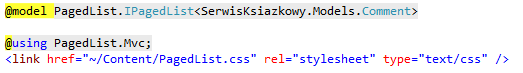 @model PagedList.IPagedList<SerwisKsiazkowy.Models.Comment>
@using PagedList.Mvc;
<link href="~/Content/PagedList.css" rel="stylesheet" type="text/css" />